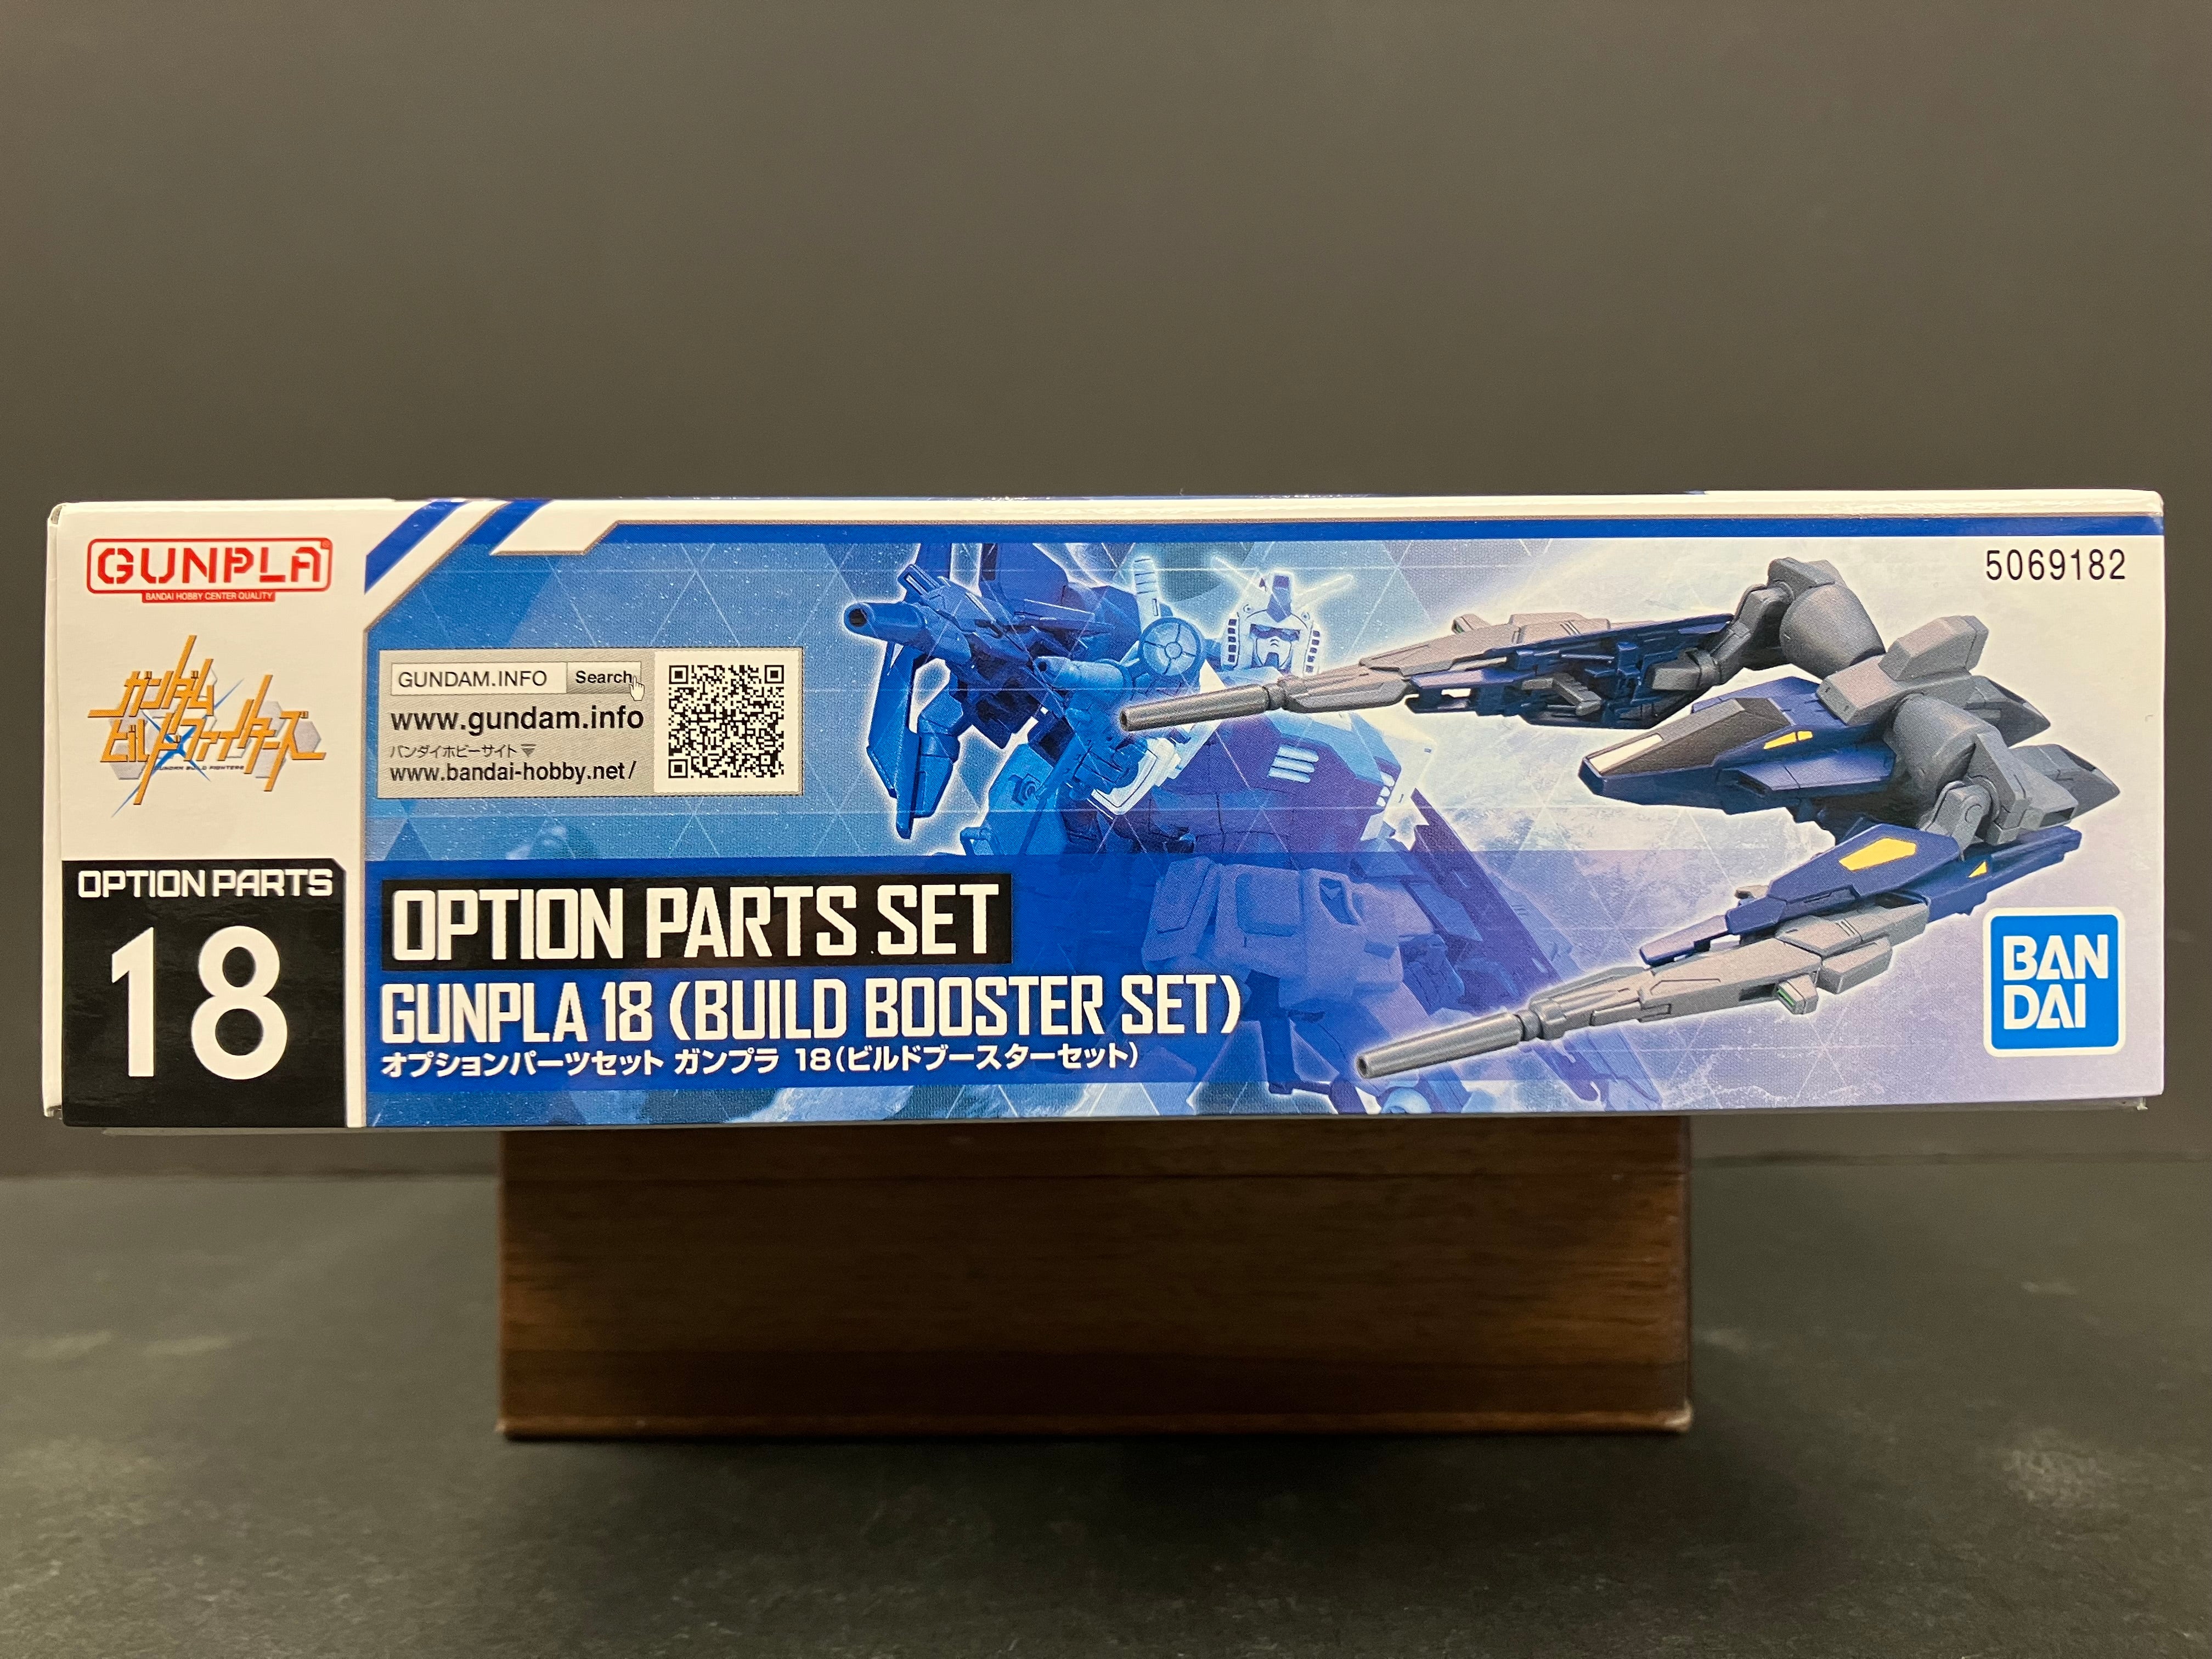 GUNPLA
BANDAI HOBBY CENTER QUALITY
ガンダム
ビルドファイターズ
GUNDAM BUILD FIGHTERS
OPTION PARTS
18
GUNDAM.INFO Search
www.gundam.info
バンダイホビーサイト
www.bandai-hobby.net/
OPTION PARTS SET
GUNPLA 18 (BUILD BOOSTER SET)
オプションパーツセット ガンプラ 18(ビルドブースターセット)
5069182
BAN
DAI